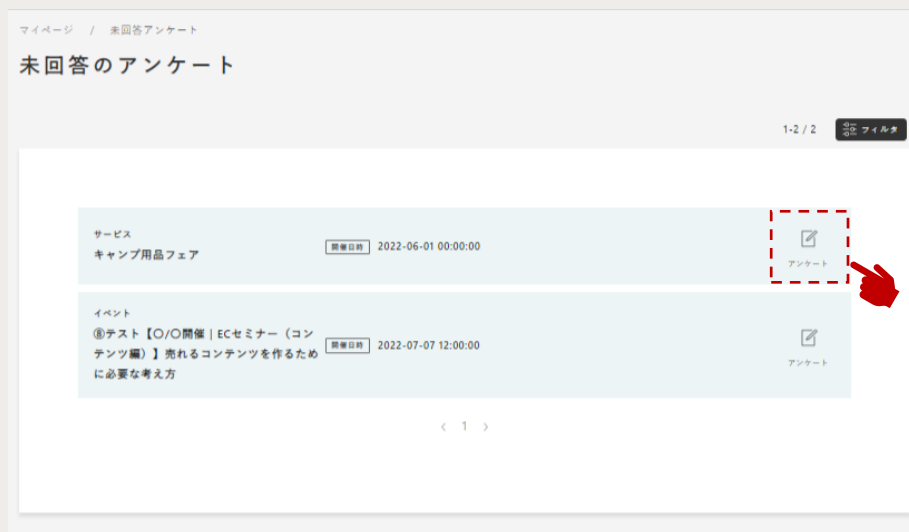 マイページ / 未回答アンケート
未回答のアンケート
1-2 / 2 フィルタ
サービス
キャンプ用品フェア
開催日時 2022-06-01 00:00:00
アンケート
イベント
⑧テスト【〇/〇開催|ECセミナー（コン
テンツ編）】売れるコンテンツを作るため
に必要な考え方
開催日時 2022-07-07 12:00:00
アンケート
< 1 >